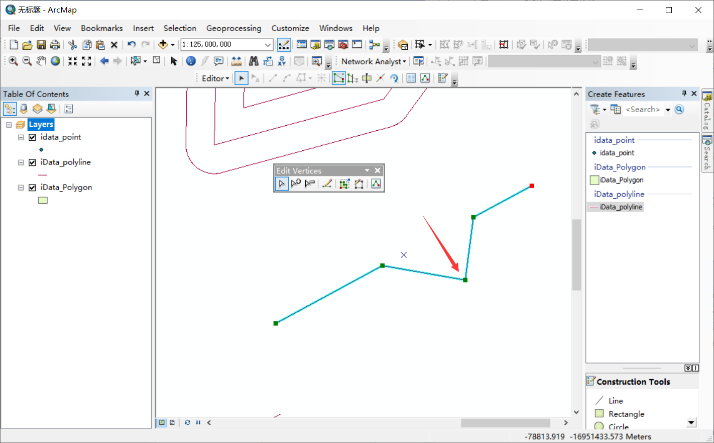 无标题 - ArcMap
File Edit View Bookmarks Insert Selection Geoprocessing Customize Windows Help
1:125,000,000
Network Analyst
Editor
Table Of Contents
Layers
idata_point
iData_polyline
iData_Polygon
Edit Vertices
Create Features
<Search>
idata_point
idata_point
iData_Polygon
iData_Polygon
iData_polyline
iData_polyline
Construction Tools
Line
Rectangle
Circle
Catalog
Search
-78813.919 -16951433.573 Meters